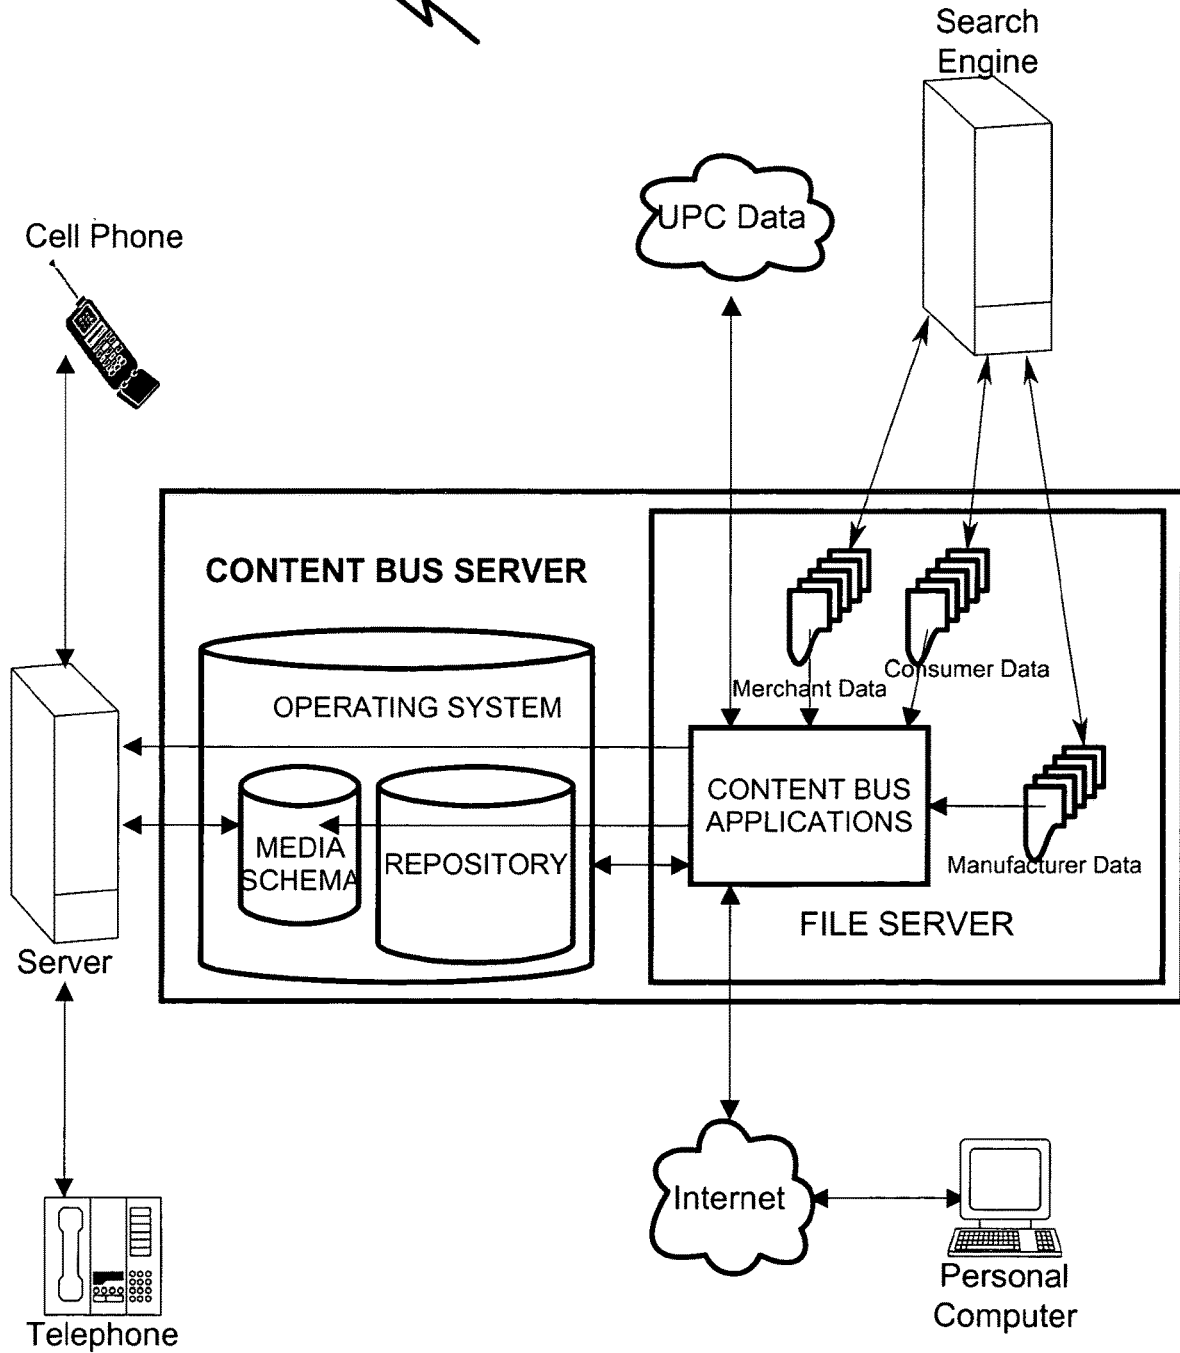 Search
Engine
UPC Data
Cell Phone
CONTENT BUS SERVER
Consumer Data
Merchant Data
OPERATING SYSTEM
CONTENT BUS
APPLICATIONS
MEDIA
SCHEMA
REPOSITORY
Manufacturer Data
FILE SERVER
Server
Internet
Personal
Computer
Telephone